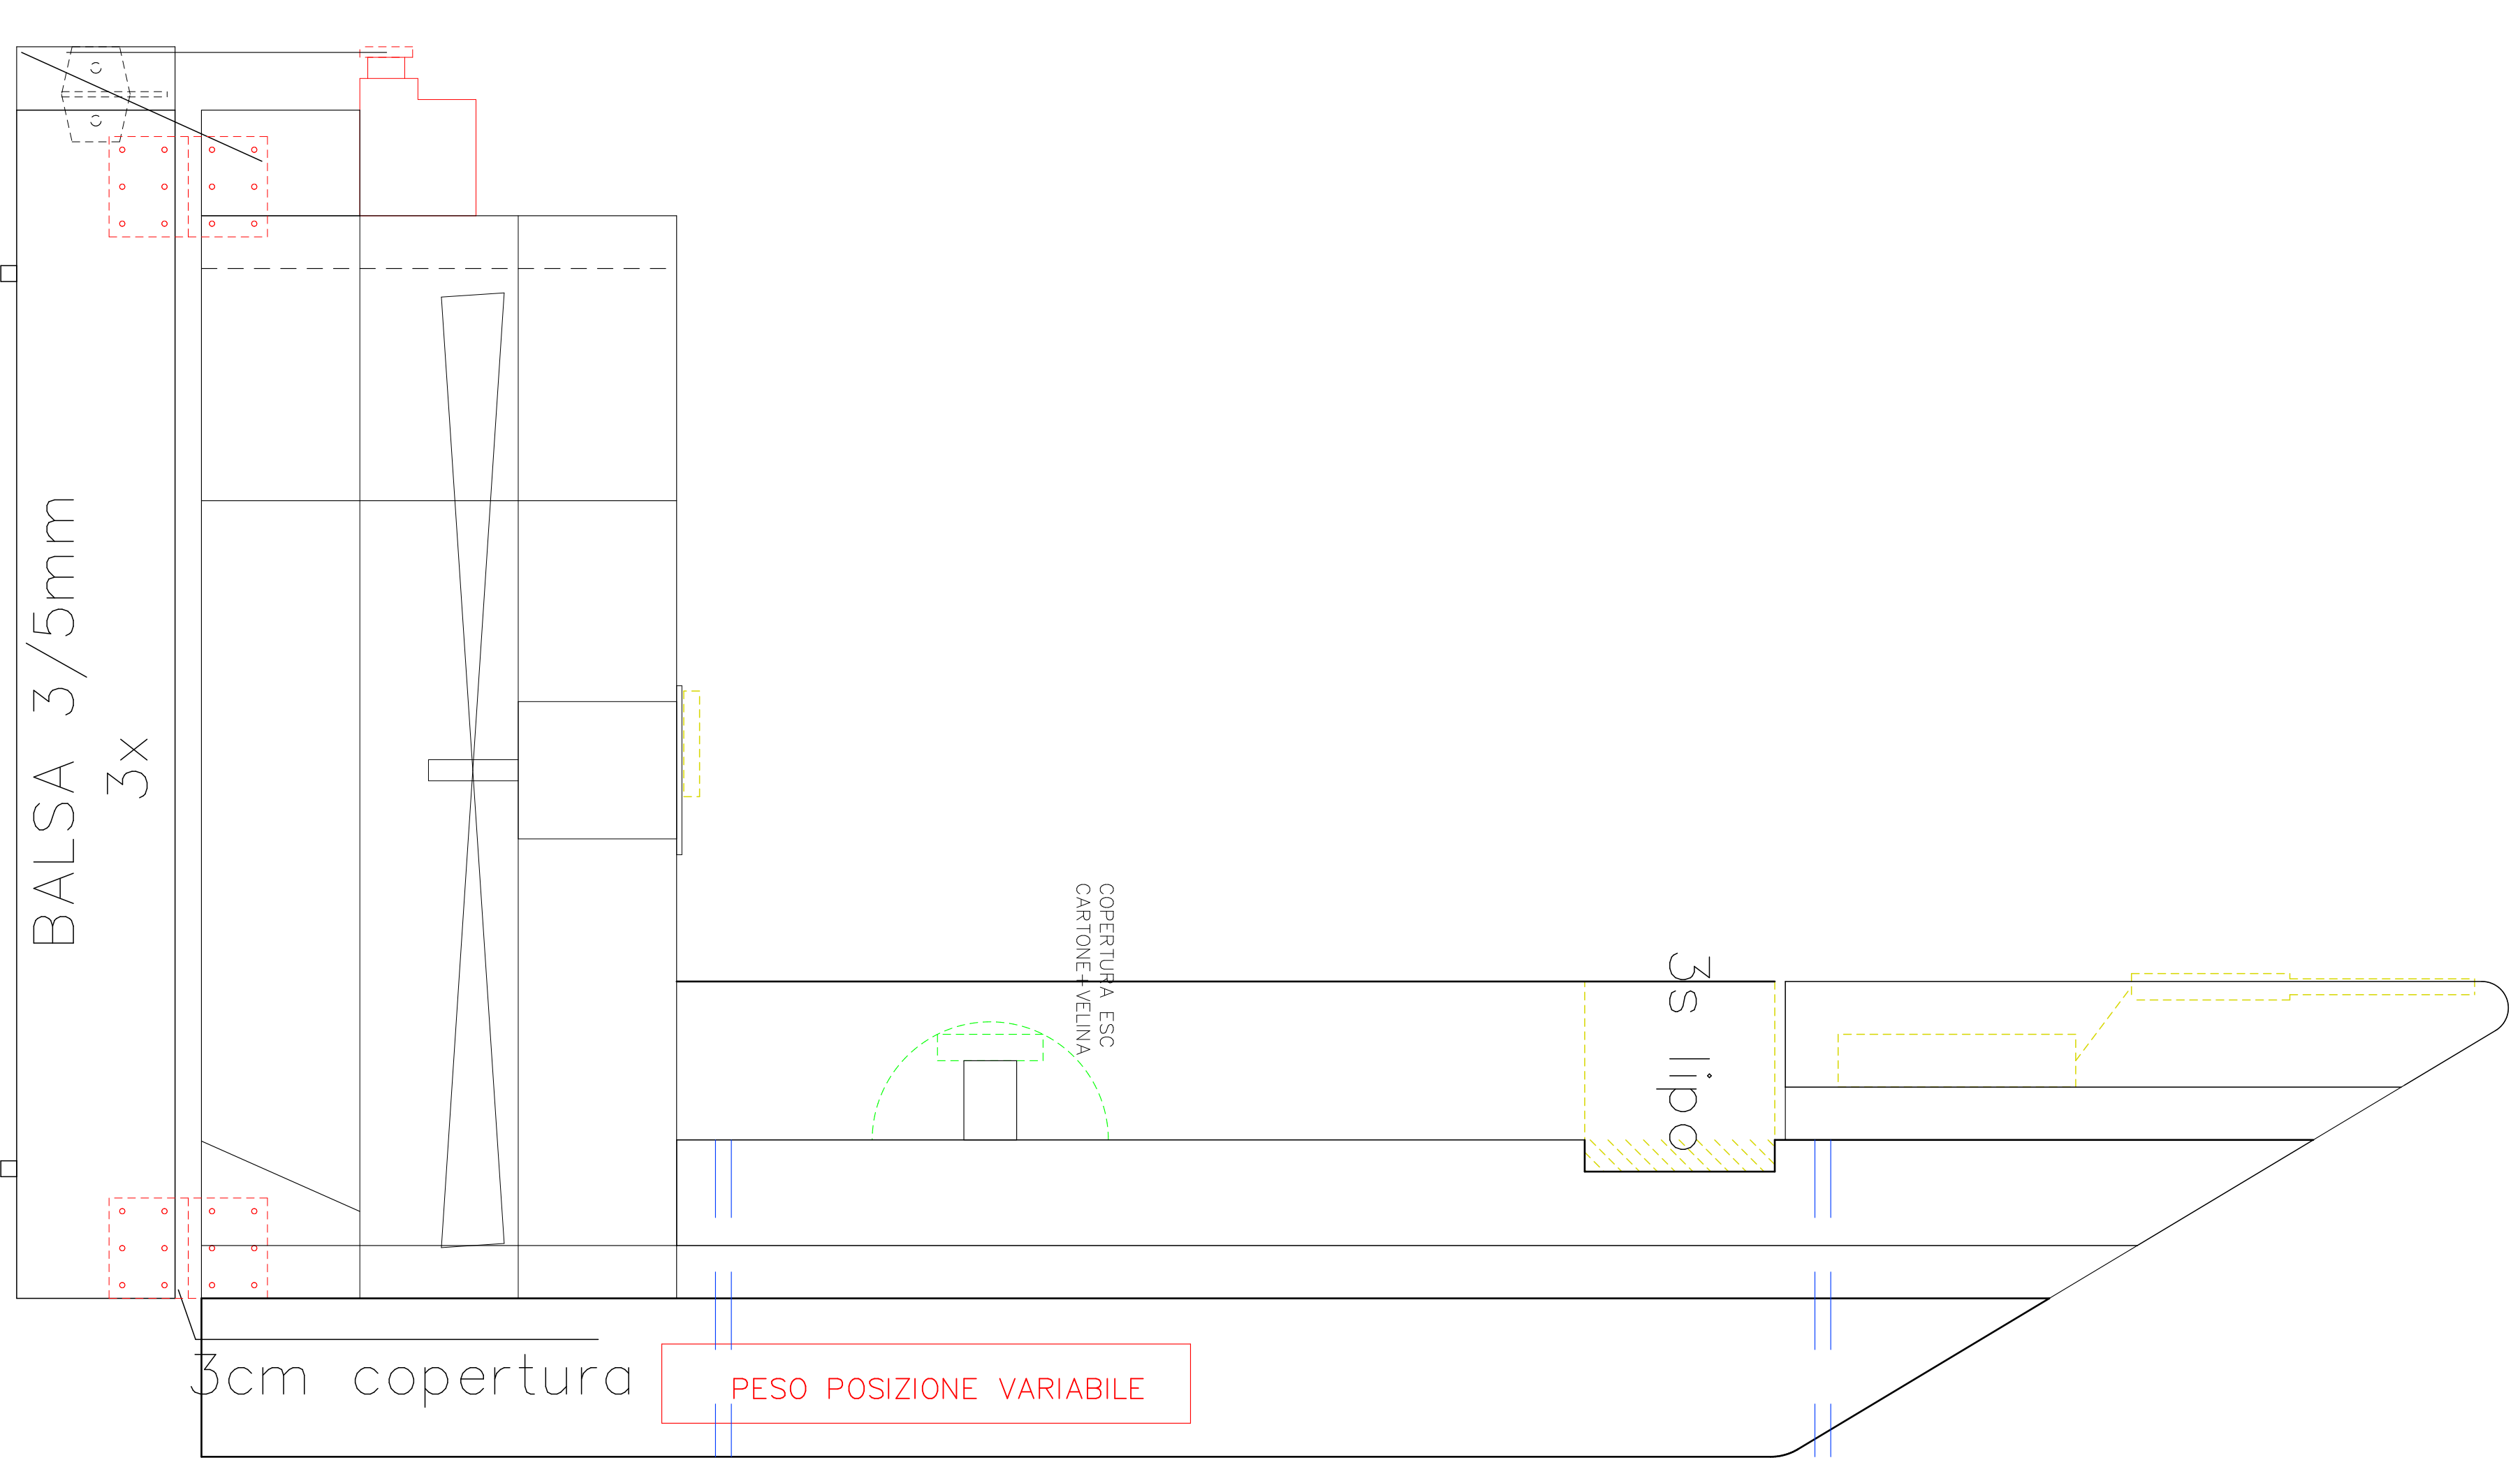 BALSA 3/5mm
3x
COPERTURA ESC
CARTONE+VELINA
3s lipo
3cm copertura
PESO POSIZIONE VARIABILE